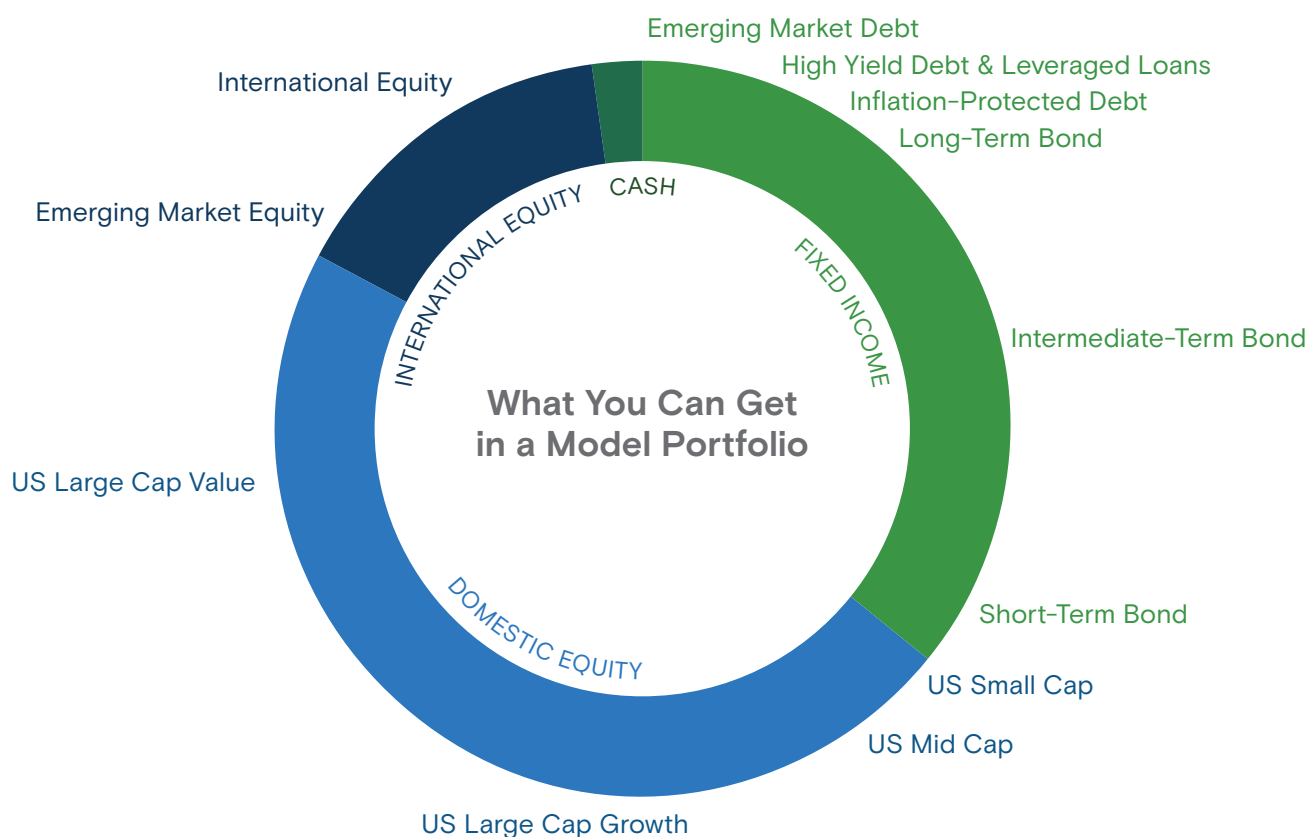 Emerging Market Debt
High Yield Debt & Leveraged Loans
Inflation-Protected Debt
Long-Term Bond
International Equity
Emerging Market Equity
CASH
INTERNATIONAL EQUITY
FIXED INCOME
Intermediate-Term Bond
What You Can Get
in a Model Portfolio
US Large Cap Value
DOMESTIC EQUITY
Short-Term Bond
US Small Cap
US Mid Cap
US Large Cap Growth